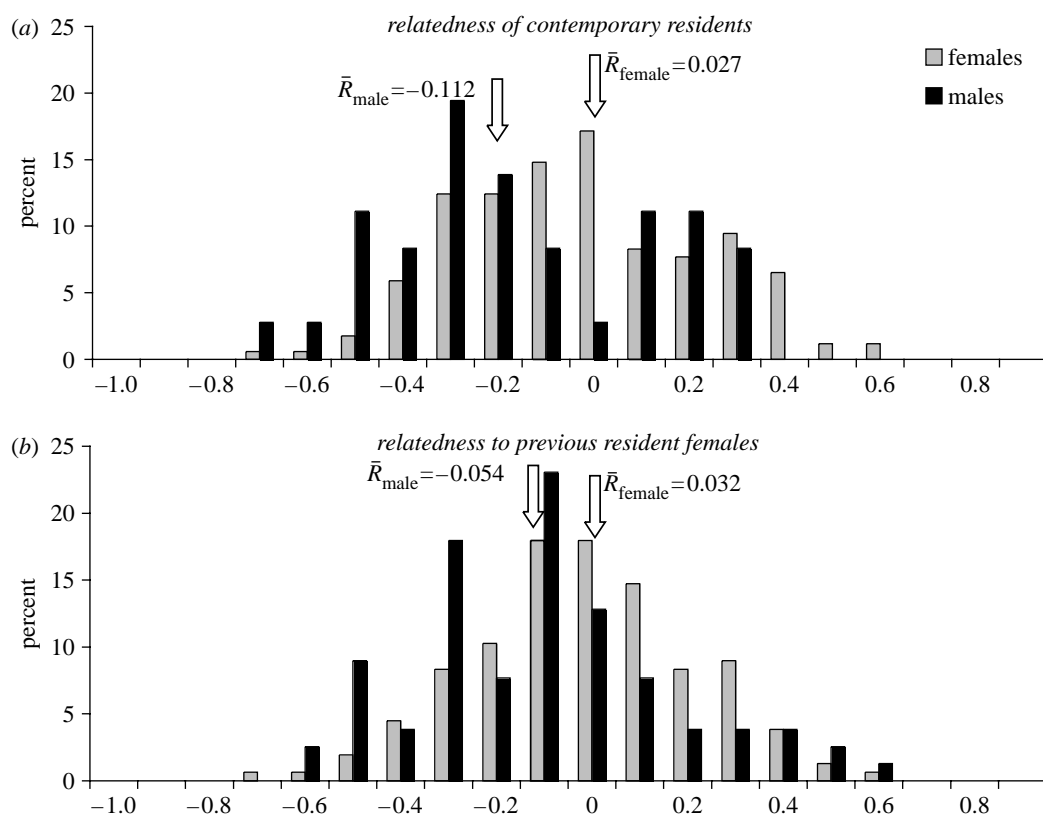 (a)
relatedness of contemporary residents
R̄male=−0.112
R̄female=0.027
females
males
percent
25
20
15
10
5
0
−1.0 −0.8 −0.6 −0.4 −0.2 0 0.2 0.4 0.6 0.8
(b)
relatedness to previous resident females
R̄male=−0.054
R̄female=0.032
percent
25
20
15
10
5
0
−1.0 −0.8 −0.6 −0.4 −0.2 0 0.2 0.4 0.6 0.8